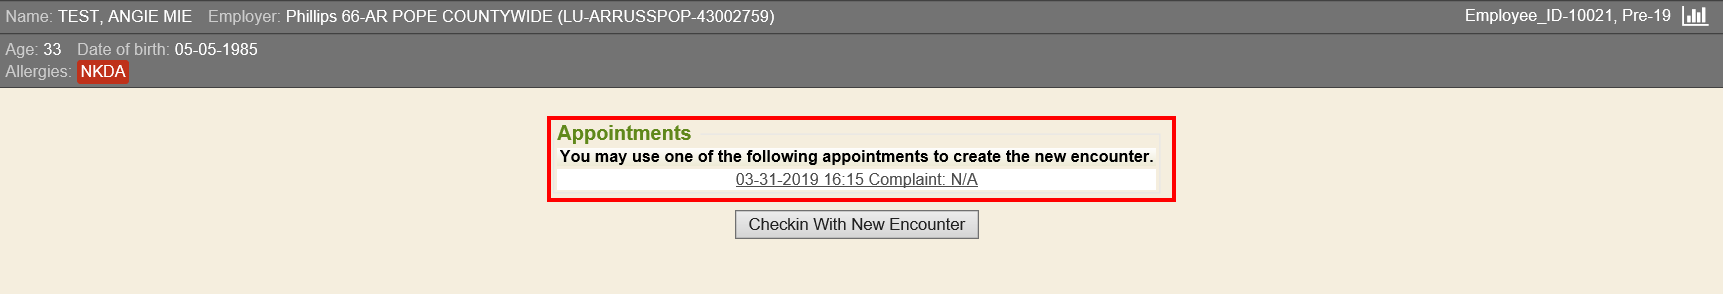 Name: TEST, ANGIE MIE Employer: Phillips 66-AR POPE COUNTYWIDE (LU-ARRUSSPOP-43002759) Employee_ID-10021, Pre-19
Age: 33 Date of birth: 05-05-1985
Allergies: NKDA
Appointments
You may use one of the following appointments to create the new encounter.
03-31-2019 16:15 Complaint: N/A
Checkin With New Encounter